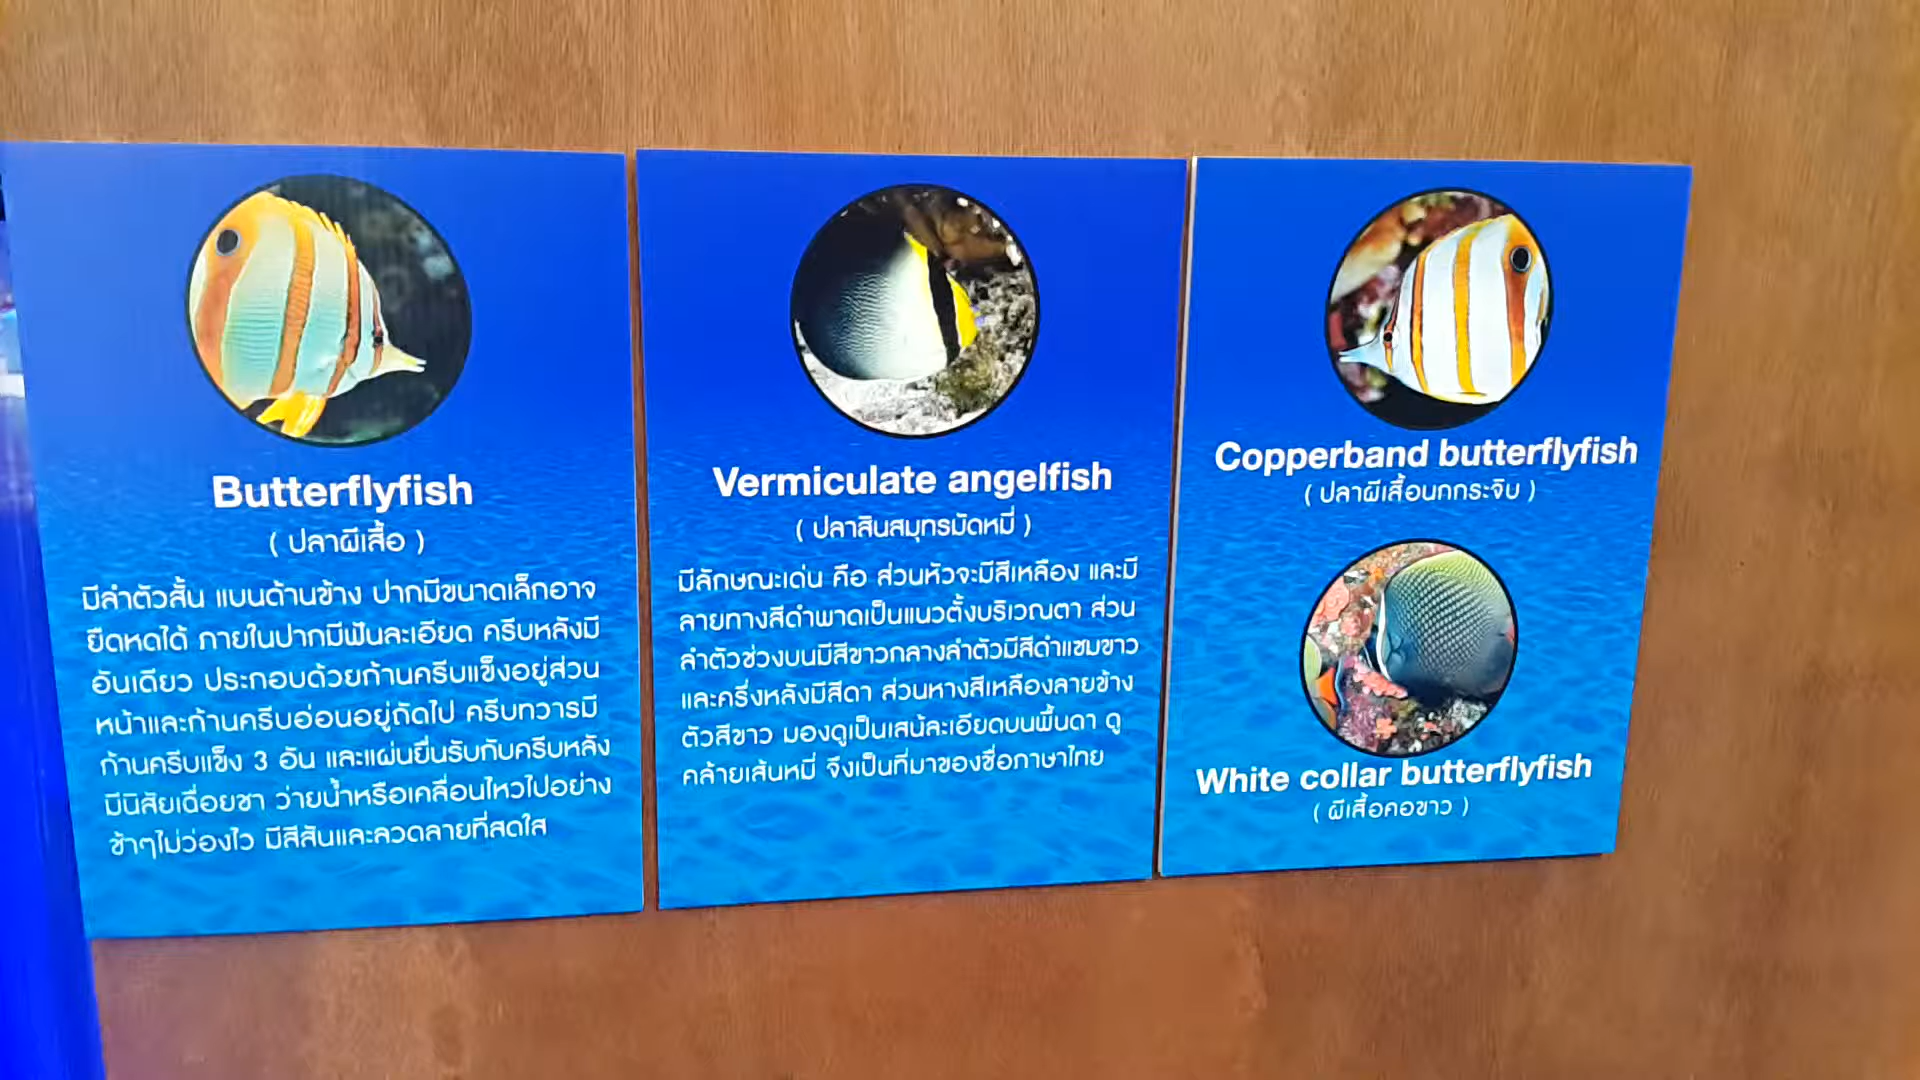 Butterflyfish
( ปลาผีเสื้อ )
มีลำตัวสั้น แบนด้านข้าง ปากมีขนาดเล็กอาจ
ยืดหดได้ ภายในปากมีฟันละเอียด ครีบหลังมี
อันเดียว ประกอบด้วยก้านครีบแข็งอยู่ส่วน
หน้าและก้านครีบอ่อนอยู่ถัดไป ครีบทวารมี
ก้านครีบแข็ง 3 อัน และแผ่นยื่นรับกับครีบหลัง
มีนิสัยเฉื่อยชา ว่ายน้ำหรือเคลื่อนไหวไปอย่าง
ช้าๆไม่ว่องไว มีสีสันและลวดลายที่สดใส
Vermiculate angelfish
( ปลาสินสมุทรมัดหมี่ )
มีลักษณะเด่น คือ ส่วนหัวจะมีสีเหลือง และมี
ลายทางสีดำพาดเป็นแนวตั้งบริเวณตา ส่วน
ลำตัวช่วงบนมีสีขาวกลางลำตัวมีสีดำแซมขาว
และครึ่งหลังมีสีดา ส่วนหางสีเหลืองลายข้าง
ตัวสีขาว มองดูเป็นเสน้ละเอียดบนพื้นดา ดู
คล้ายเส้นหมี่ จึงเป็นที่มาของชื่อภาษาไทย
Copperband butterflyfish
( ปลาผีเสื้อนกกระจิบ )
White collar butterflyfish
( ผีเสื้อคอขาว )